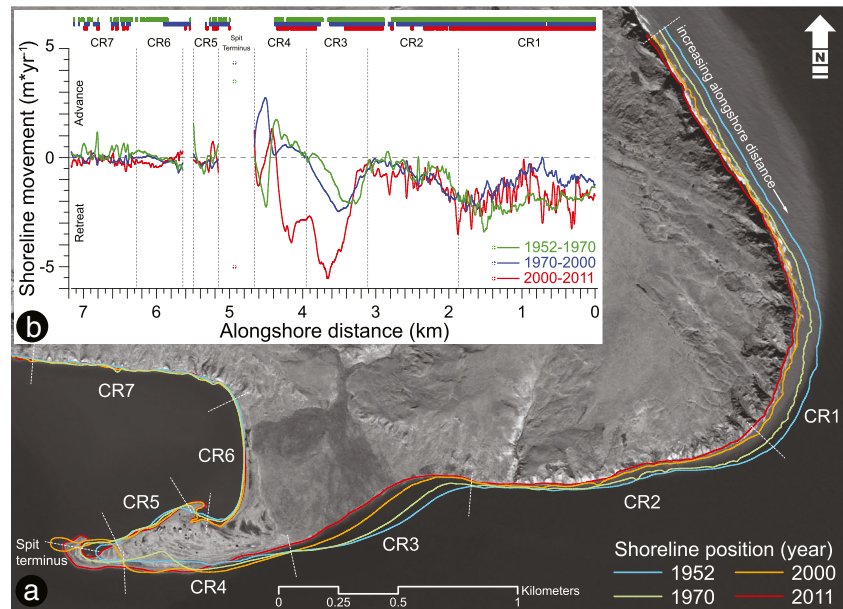 CR7
CR6
CR5
Spit
Terminus
CR4
CR3
CR2
CR1
Shoreline movement (m*yr⁻¹)
Advance
Retreat
5
0
-5
1952-1970
1970-2000
2000-2011
7
6
5
4
3
2
1
0
Alongshore distance (km)
b
N
increasing alongshore distance
CR7
CR6
CR5
CR4
CR3
CR2
CR1
Spit
terminus
a
0
0.25
0.5
1
Kilometers
Shoreline position (year)
1952
2000
1970
2011